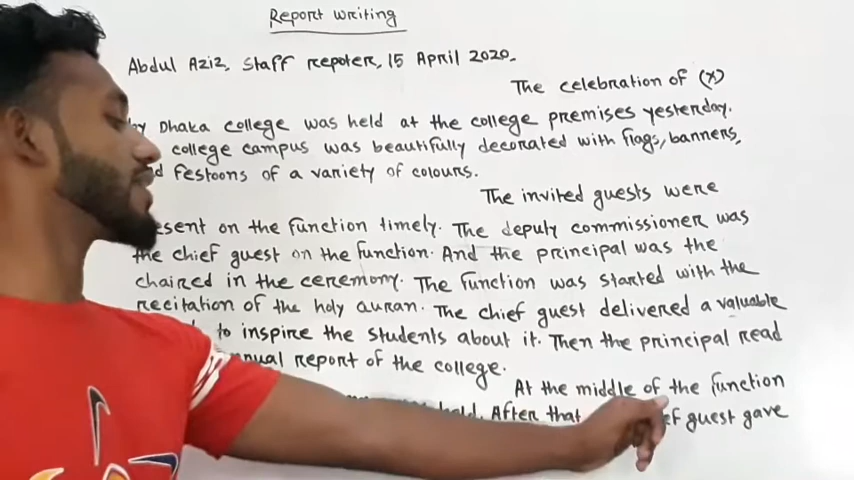 Report writing
Abdul Aziz, staff repoter, 15 April 2020.
The celebration of (x)
by Dhaka college was held at the college premises yesterday.
college campus was beautifully decorated with flags, banners,
festoons of a variety of colours.
The invited guests were
on the function timely. The deputy commissioner was
the chief guest on the function. And the principal was the
chaired in the ceremony. The function was started with the
recitation of the holy Quran. The chief guest delivered a valuable
to inspire the students about it. Then the principal read
report of the college.
At the middle of the function
held. After that guest gave